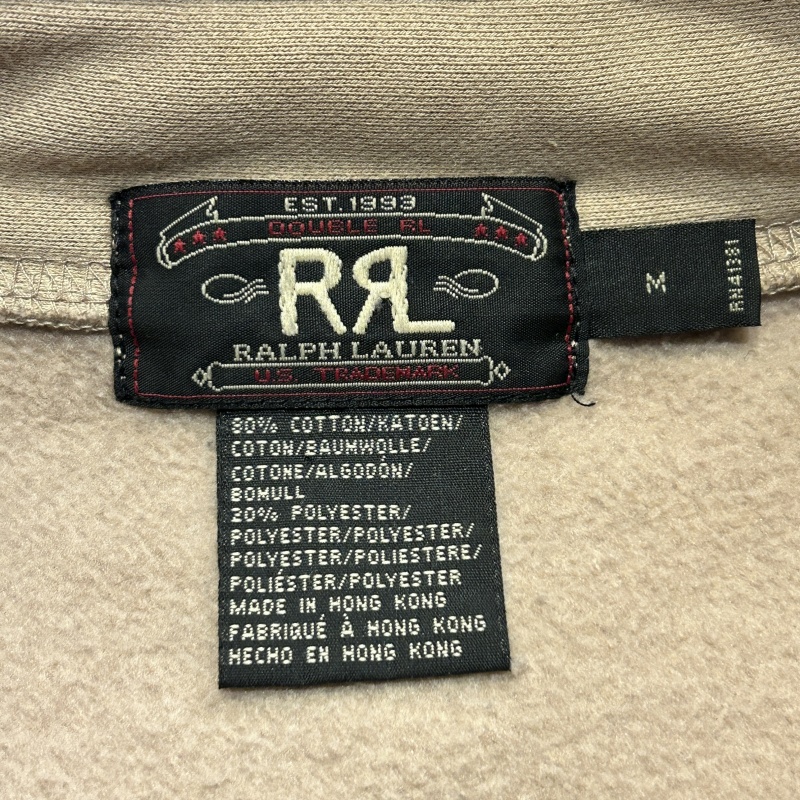 EST. 1993
DOUBLE RL
RRL
RALPH LAUREN
U.S. TRADEMARK
M
RN41381
80% COTTON/KATOEN/
COTON/BAUMWOLLE/
COTONE/ALGODÓN/
BOMULL
20% POLYESTER/
POLYESTER/POLYESTER/
POLYESTER/POLIESTERE/
POLIÉSTER/POLYESTER
MADE IN HONG KONG
FABRIQUÉ À HONG KONG
HECHO EN HONG KONG